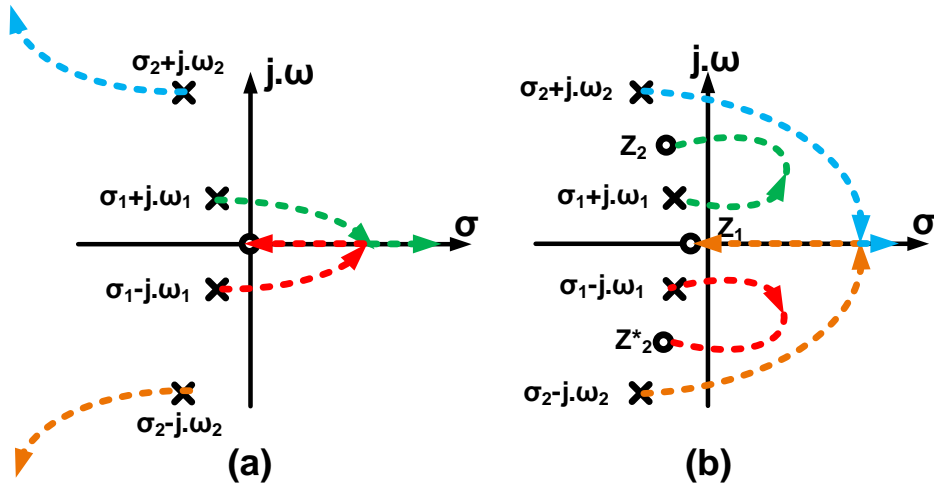 j.ω
σ₂+j.ω₂
σ₁+j.ω₁
σ
σ₁-j.ω₁
σ₂-j.ω₂
(a)
j.ω
σ₂+j.ω₂
Z₂
σ₁+j.ω₁
Z₁
σ
σ₁-j.ω₁
Z*₂
σ₂-j.ω₂
(b)